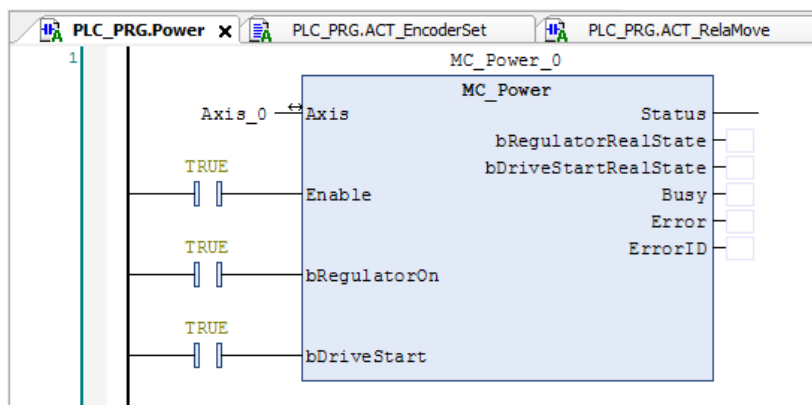 PLC_PRG.Power PLC_PRG.ACT_EncoderSet PLC_PRG.ACT_RelaMove
1
MC_Power_0
MC_Power
Axis_0 Axis Status
bRegulatorRealState
TRUE bDriveStartRealState
Enable Busy
Error
TRUE ErrorID
bRegulatorOn
TRUE
bDriveStart